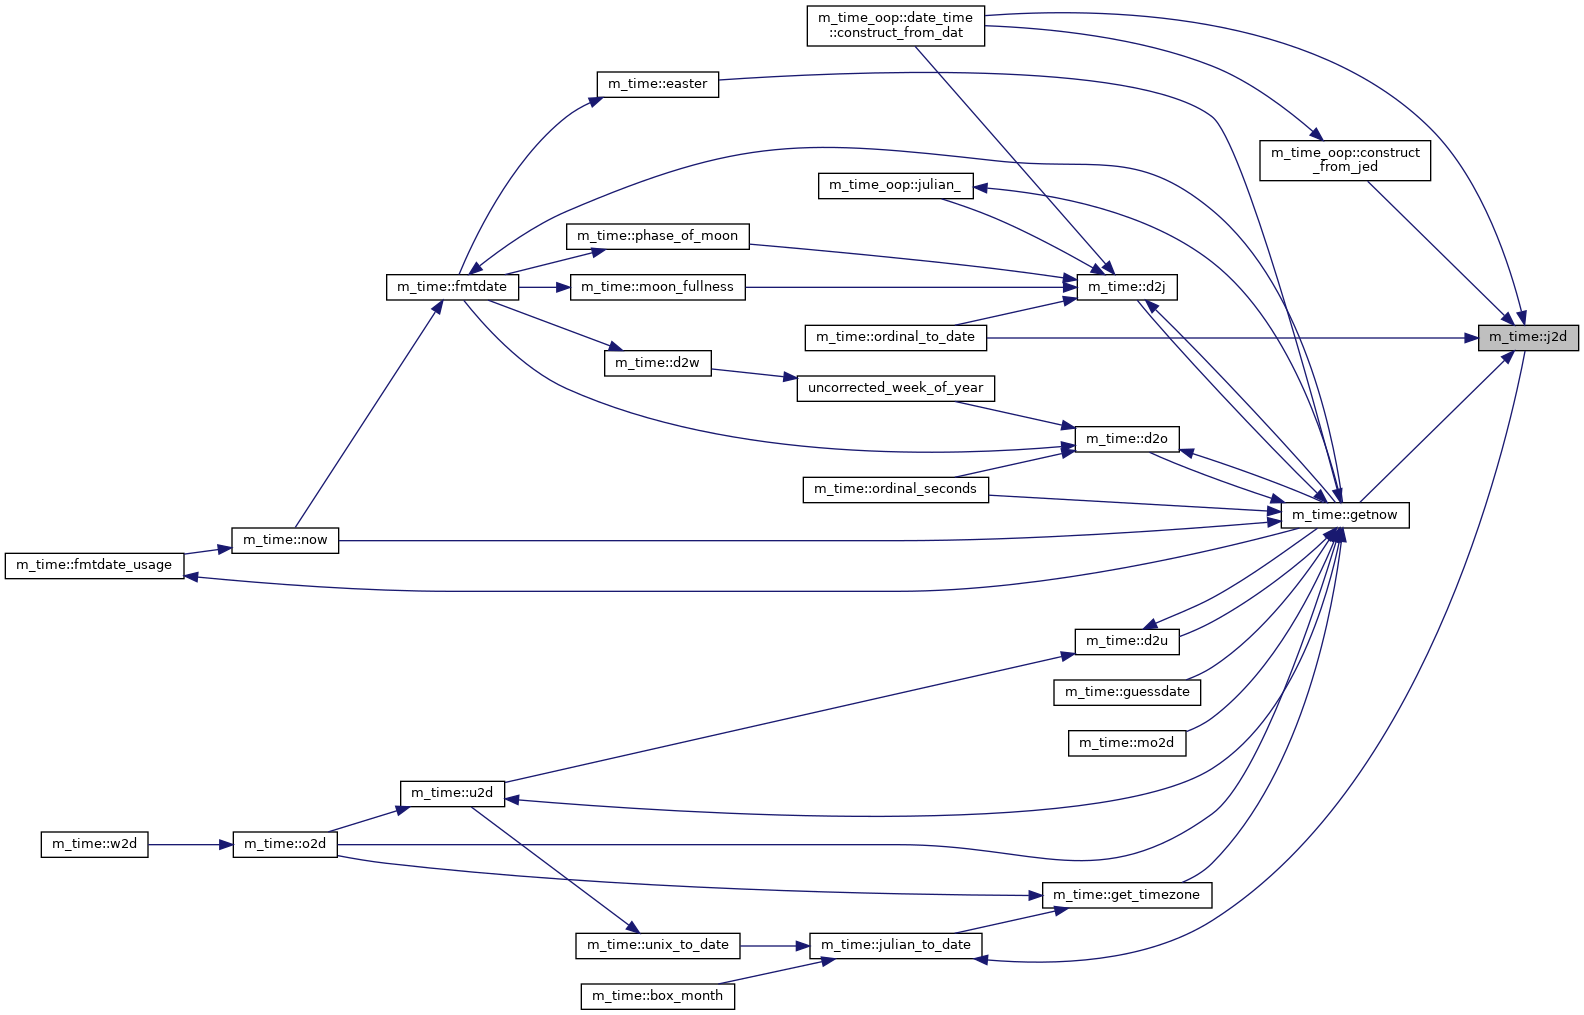 m_time_oop::date_time
::construct_from_dat
m_time::easter
m_time_oop::construct
_from_jed
m_time_oop::julian_
m_time::phase_of_moon
m_time::fmtdate
m_time::moon_fullness
m_time::d2j
m_time::ordinal_to_date
m_time::j2d
m_time::d2w
uncorrected_week_of_year
m_time::d2o
m_time::ordinal_seconds
m_time::getnow
m_time::now
m_time::fmtdate_usage
m_time::d2u
m_time::guessdate
m_time::mo2d
m_time::u2d
m_time::w2d
m_time::o2d
m_time::get_timezone
m_time::unix_to_date
m_time::julian_to_date
m_time::box_month